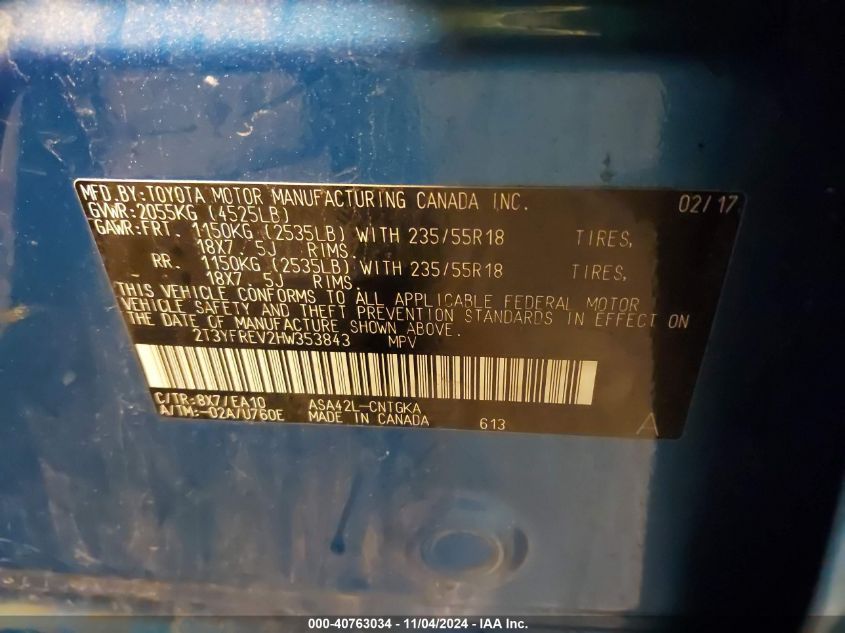 MFD.BY:TOYOTA MOTOR MANUFACTURING CANADA INC. 02/17
GVWR:2055KG (4525LB)
GAWR:FRT. 1150KG (2535LB) WITH 235/55R18 TIRES,
18X7. 5J RIMS.
RR. 1150KG (2535LB) WITH 235/55R18 TIRES,
18X7. 5J RIMS.
THIS VEHICLE CONFORMS TO ALL APPLICABLE FEDERAL MOTOR
VEHICLE SAFETY AND THEFT PREVENTION STANDARDS IN EFFECT ON
THE DATE OF MANUFACTURE SHOWN ABOVE.
2T3YFREV2HW353843 MPV
C/TR:8X7/EA10 ASA42L-CNTGKA
A/TM:-02A/U760E MADE IN CANADA 613 A
000-40763034 - 11/04/2024 - IAA Inc.